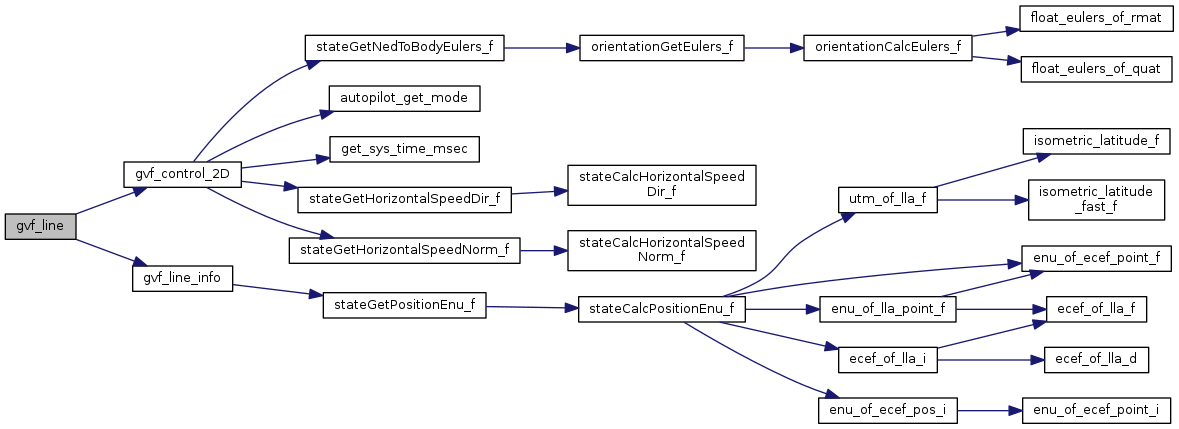 gvf_line
gvf_control_2D
gvf_line_info
stateGetNedToBodyEulers_f
autopilot_get_mode
get_sys_time_msec
stateGetHorizontalSpeedDir_f
stateGetHorizontalSpeedNorm_f
stateGetPositionEnu_f
orientationGetEulers_f
stateCalcHorizontalSpeed
Dir_f
stateCalcHorizontalSpeed
Norm_f
stateCalcPositionEnu_f
orientationCalcEulers_f
utm_of_lla_f
enu_of_lla_point_f
ecef_of_lla_i
enu_of_ecef_pos_i
float_eulers_of_rmat
float_eulers_of_quat
isometric_latitude_f
isometric_latitude
_fast_f
enu_of_ecef_point_f
ecef_of_lla_f
ecef_of_lla_d
enu_of_ecef_point_i